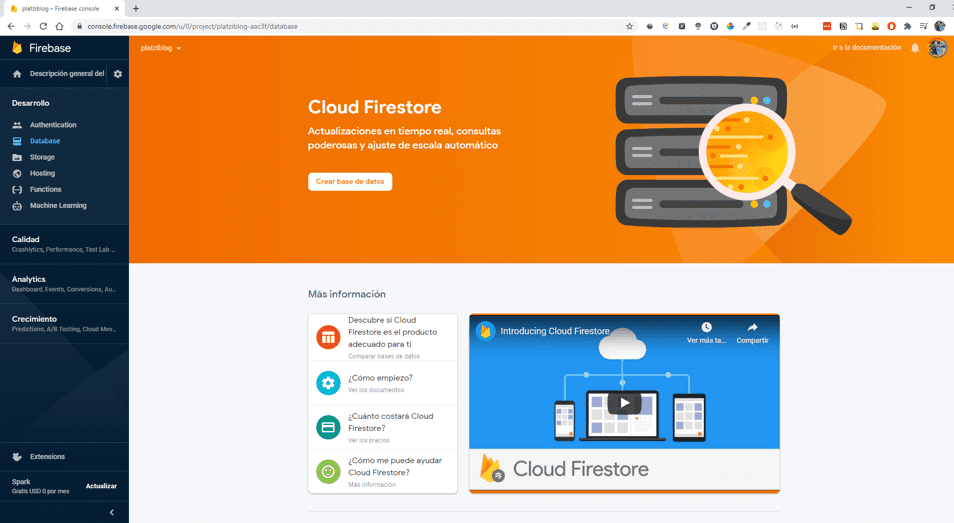 platziblog – Firebase console
console.firebase.google.com/u/0/project/platziblog-aac3f/database
Firebase
platziblog
Ir a la documentación
Descripción general del
Desarrollo
Authentication
Database
Storage
Hosting
Functions
Machine Learning
Calidad
Crashlytics, Performance, Test Lab ...
Analytics
Dashboard, Events, Conversions, Au...
Crecimiento
Predictions, A/B Testing, Cloud Mes...
Extensions
Spark
Gratis USD 0 por mes
Actualizar
Cloud Firestore
Actualizaciones en tiempo real, consultas
poderosas y ajuste de escala automático
Crear base de datos
Más información
Descubre si Cloud
Firestore es el producto
adecuado para ti
Comparar bases de datos
¿Cómo empiezo?
Ver los documentos
¿Cuánto costará Cloud
Firestore?
Ver los precios
¿Cómo me puede ayudar
Cloud Firestore?
Más información
Introducing Cloud Firestore
Ver más ta...
Compartir
Cloud Firestore